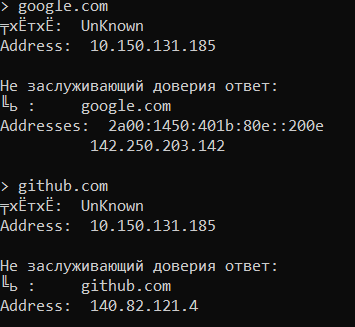 > google.com
╤хЁтхЁ:  UnKnown
Address:  10.150.131.185
Не заслуживающий доверия ответ:
╚ь :     google.com
Addresses:  2a00:1450:401b:80e::200e
          142.250.203.142
> github.com
╤хЁтхЁ:  UnKnown
Address:  10.150.131.185
Не заслуживающий доверия ответ:
╚ь :     github.com
Address:  140.82.121.4